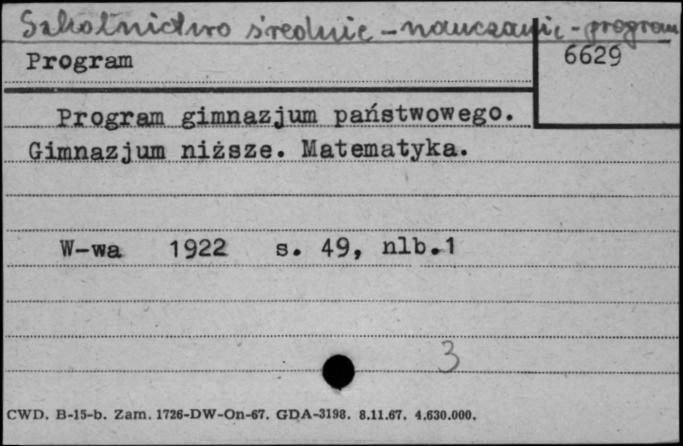 Szkolnictwo średnie - nauczanie - program
Program
6629
Program gimnazjum państwowego.
Gimnazjum niższe. Matematyka.
W-wa 1922 s. 49, nlb.1
3
CWD. B-15-b. Zam. 1726-DW-On-67. GDA-3198. 8.11.67. 4.630.000.